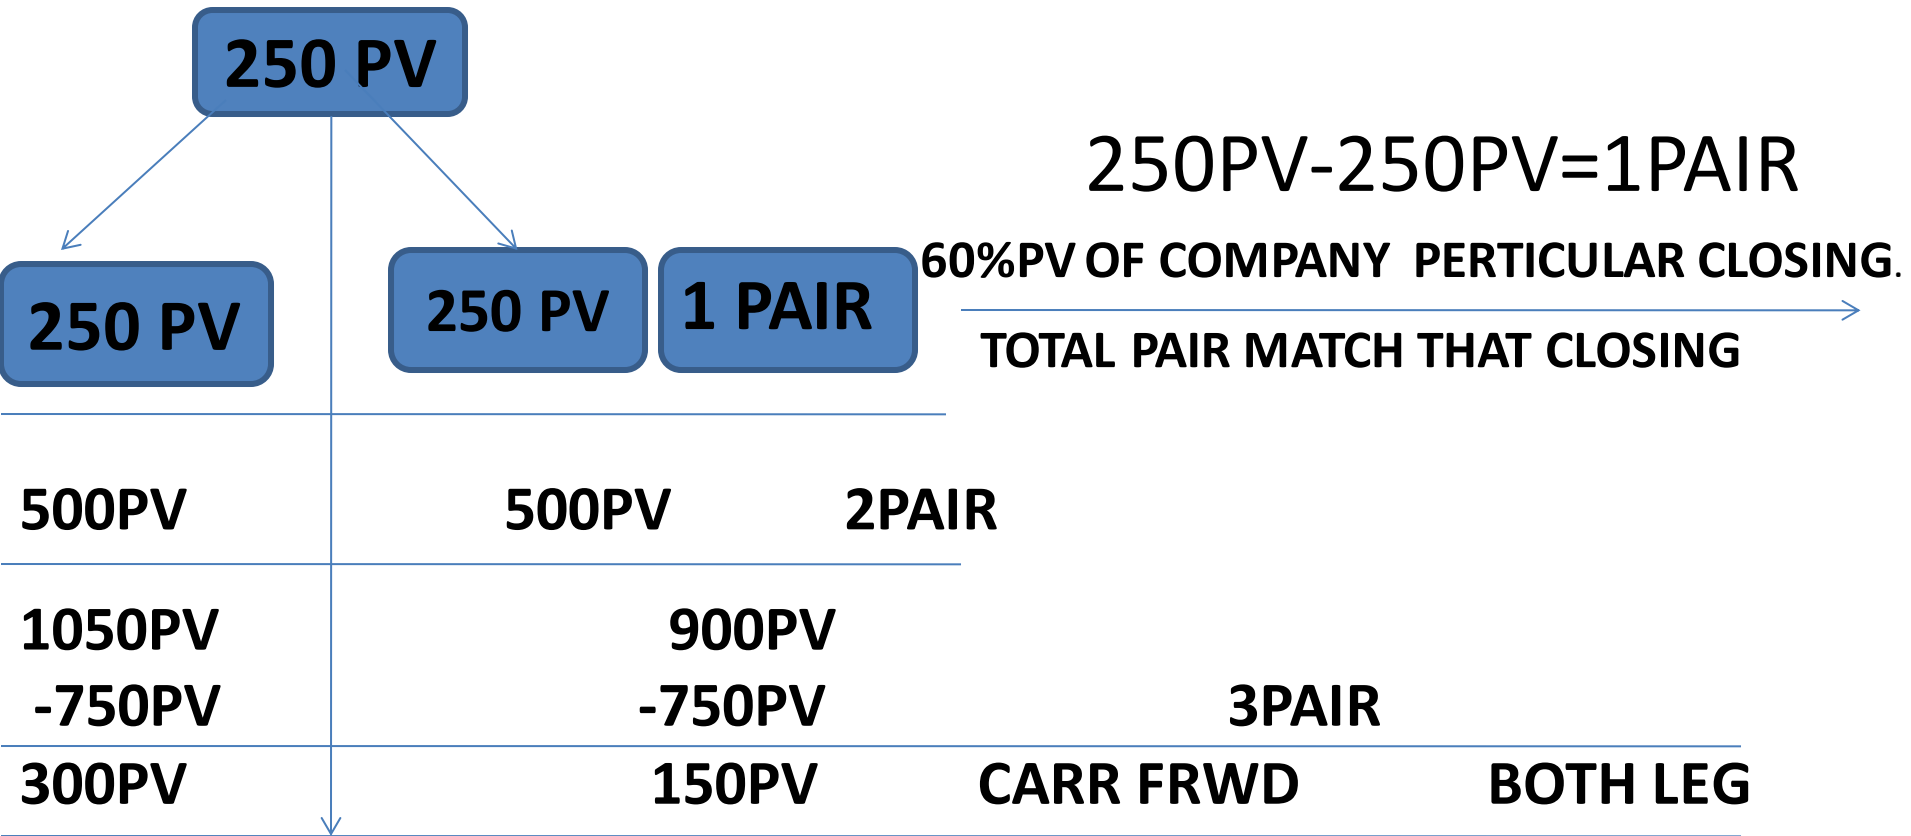 250 PV
250PV-250PV=1PAIR
60%PV OF COMPANY PERTICULAR CLOSING.
250 PV 250 PV 1 PAIR
TOTAL PAIR MATCH THAT CLOSING
500PV 500PV 2PAIR
1050PV 900PV
-750PV -750PV 3PAIR
300PV 150PV CARR FRWD BOTH LEG